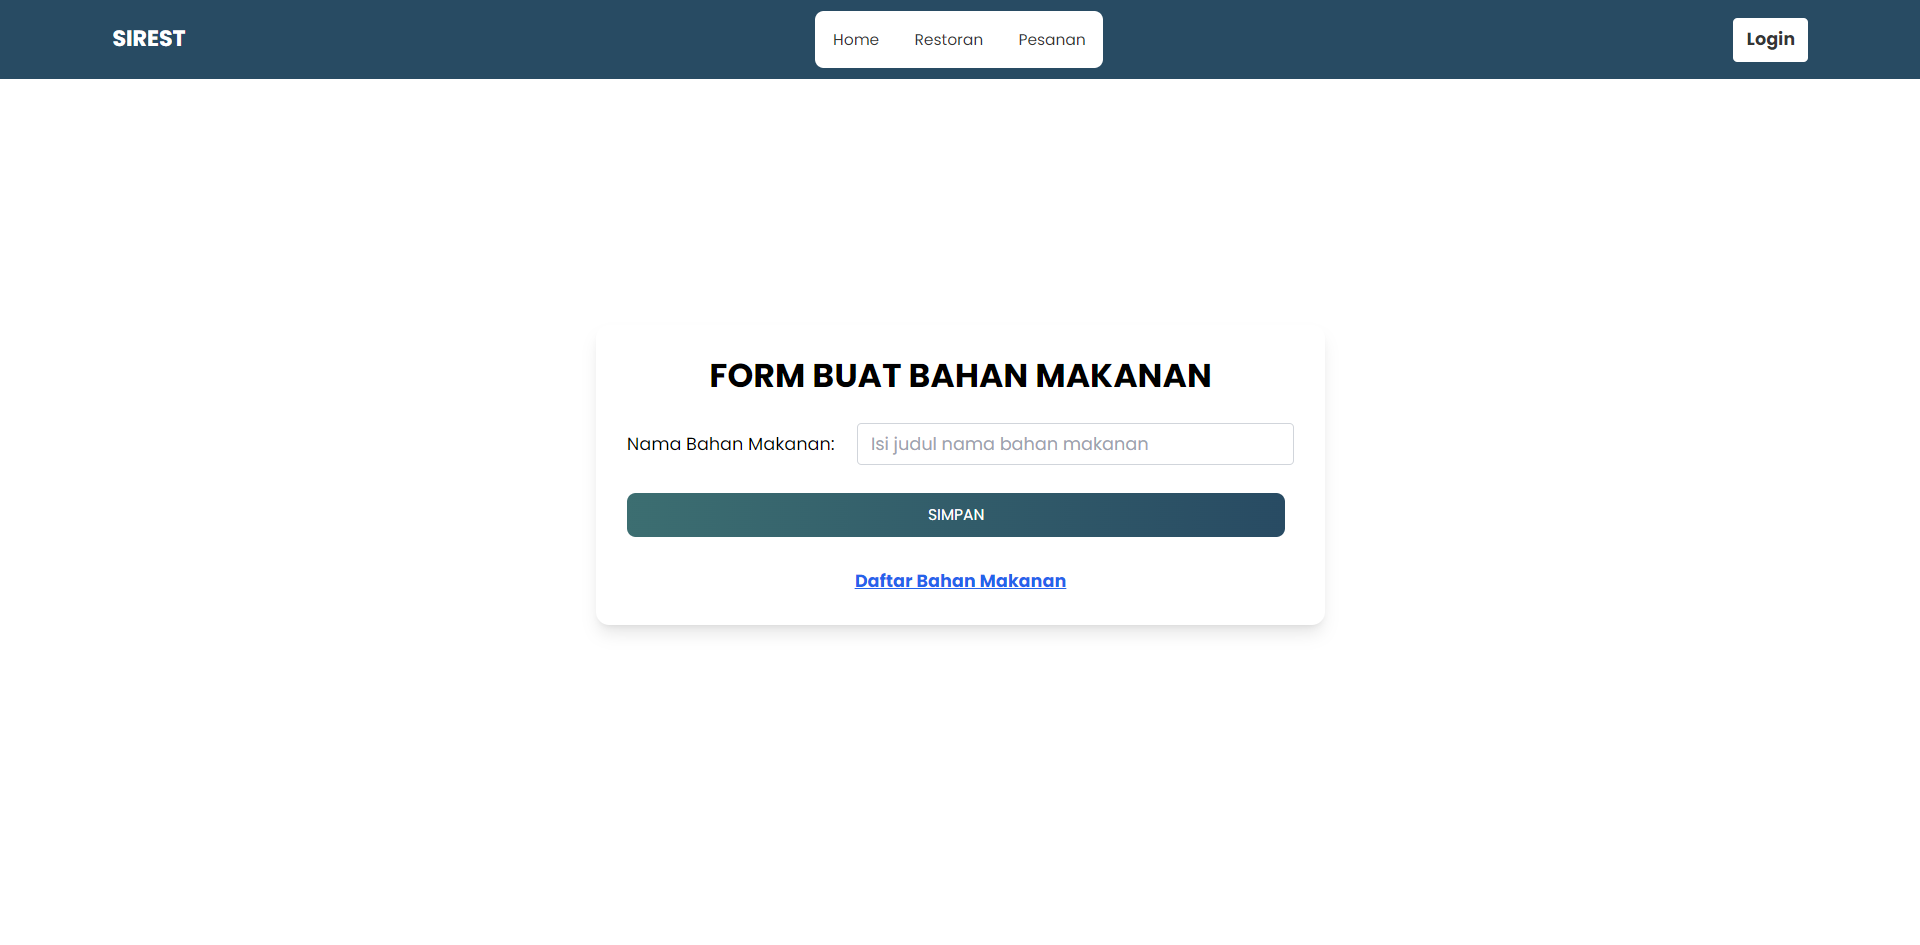 SIREST
Home Restoran Pesanan
Login
FORM BUAT BAHAN MAKANAN
Nama Bahan Makanan: Isi judul nama bahan makanan
SIMPAN
Daftar Bahan Makanan